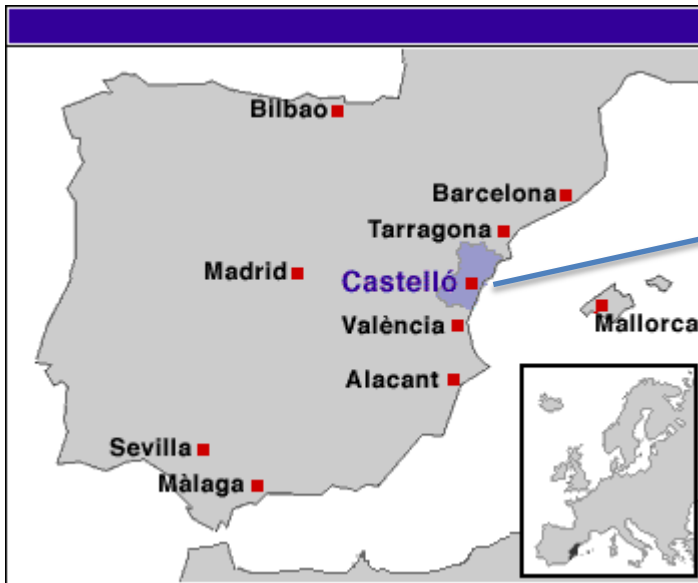 Bilbao
Barcelona
Tarragona
Madrid
Castelló
Mallorca
València
Alacant
Sevilla
Màlaga